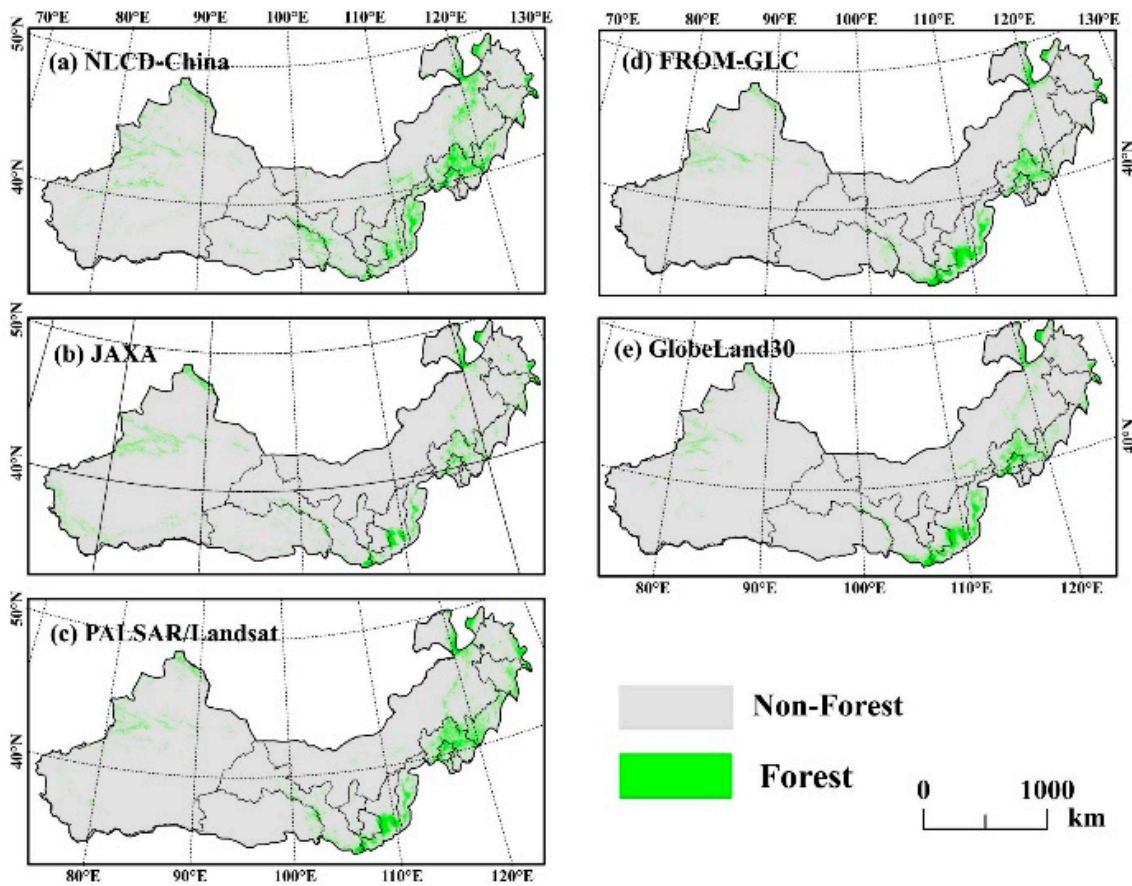 70°E 80°E 90°E 100°E 110°E 120°E 130°E
70°E 80°E 90°E 100°E 110°E 120°E 130°E
50°N
40°N
(a) NLCD-China
(d) FROM-GLC
40°N
50°N
40°N
(b) JAXA
(e) GlobeLand30
40°N
80°E 90°E 100°E 110°E 120°E
50°N
40°N
(c) PALSAR/Landsat
80°E 90°E 100°E 110°E 120°E
Non-Forest
Forest
0 1000
km